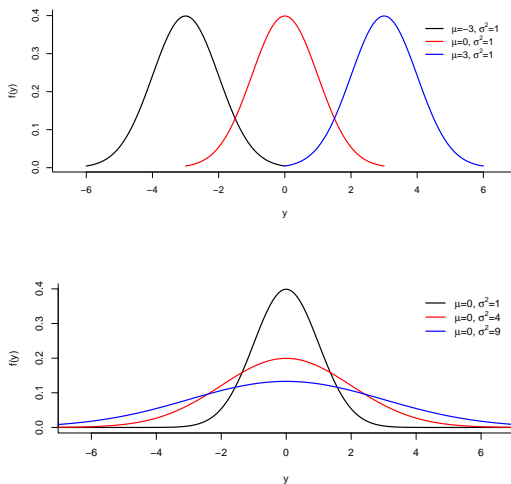 0.4
0.3
0.2
0.1
0.0
f(y)
μ=−3, σ²=1
μ=0, σ²=1
μ=3, σ²=1
−6 −4 −2 0 2 4 6
y
0.4
0.3
0.2
0.1
0.0
f(y)
μ=0, σ²=1
μ=0, σ²=4
μ=0, σ²=9
−6 −4 −2 0 2 4 6
y